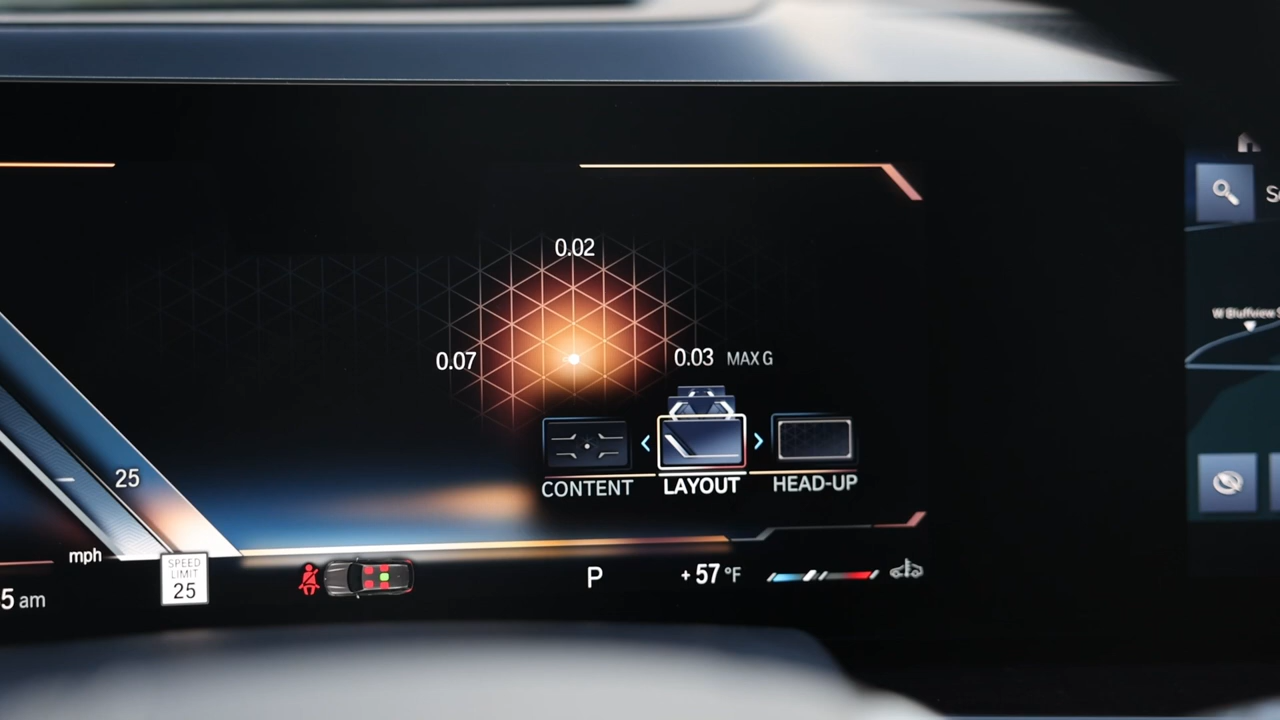 0.02
0.07
0.03 MAX G
CONTENT
LAYOUT
HEAD-UP
25
mph
SPEED
LIMIT
25
5 am
P
+57 °F
W Bluffview